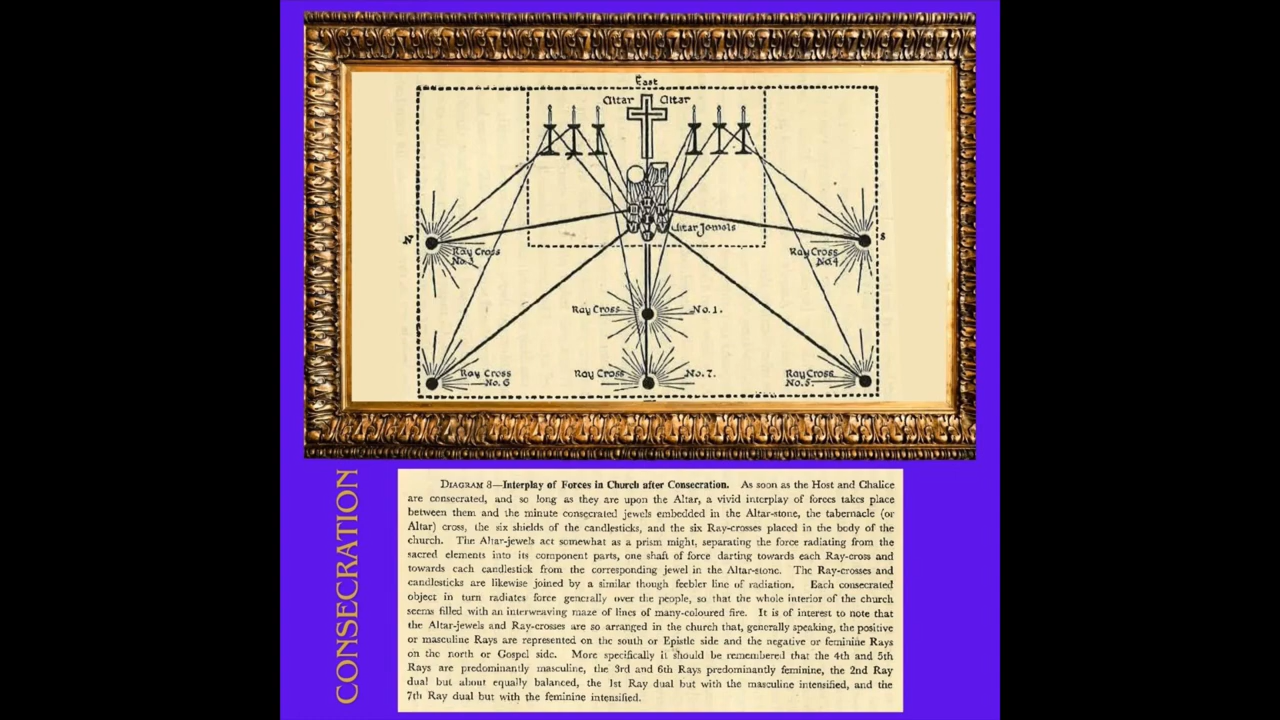 East
Altar Altar
N
S
Altar Jewels
Ray Cross
No. 3
Ray Cross
No. 4
Ray Cross No. 1.
Ray Cross
No. 6
Ray Cross No. 7.
Ray Cross
No. 5.
CONSECRATION
DIAGRAM 8—Interplay of Forces in Church after Consecration. As soon as the Host and Chalice
are consecrated, and so long as they are upon the Altar, a vivid interplay of forces takes place
between them and the minute consecrated jewels embedded in the Altar-stone, the tabernacle (or
Altar) cross, the six shields of the candlesticks, and the six Ray-crosses placed in the body of the
church. The Altar-jewels act somewhat as a prism might, separating the force radiating from the
sacred elements into its component parts, one shaft of force darting towards each Ray-cross and
towards each candlestick from the corresponding jewel in the Altar-stone. The Ray-crosses and
candlesticks are likewise joined by a similar though feebler line of radiation. Each consecrated
object in turn radiates force generally over the people, so that the whole interior of the church
seems filled with an interweaving maze of lines of many-coloured fire. It is of interest to note that
the Altar-jewels and Ray-crosses are so arranged in the church that, generally speaking, the positive
or masculine Rays are represented on the south or Epistle side and the negative or feminine Rays
on the north or Gospel side. More specifically it should be remembered that the 4th and 5th
Rays are predominantly masculine, the 3rd and 6th Rays predominantly feminine, the 2nd Ray
dual but about equally balanced, the 1st Ray dual but with the masculine intensified, and the
7th Ray dual but with the feminine intensified.